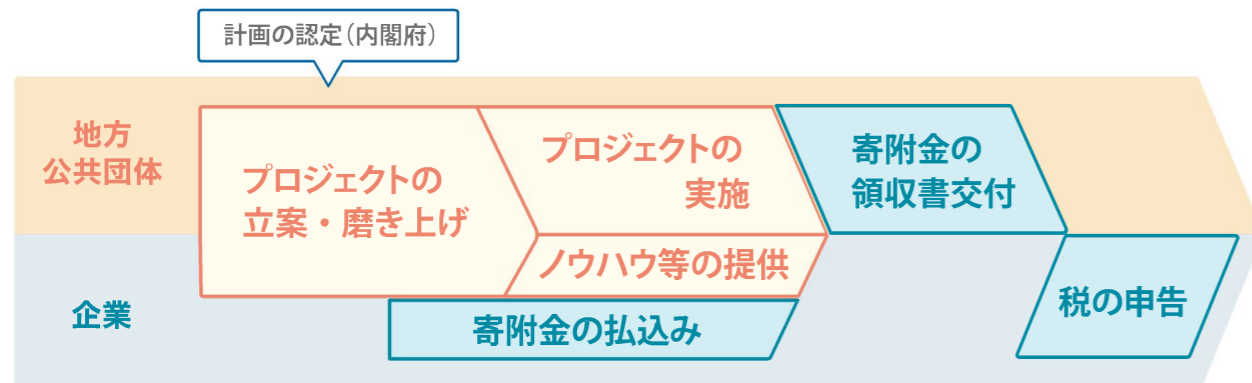 計画の認定（内閣府）
地方
公共団体
プロジェクトの
立案・磨き上げ
プロジェクトの
実施
寄附金の
領収書交付
ノウハウ等の提供
企業
寄附金の払込み
税の申告